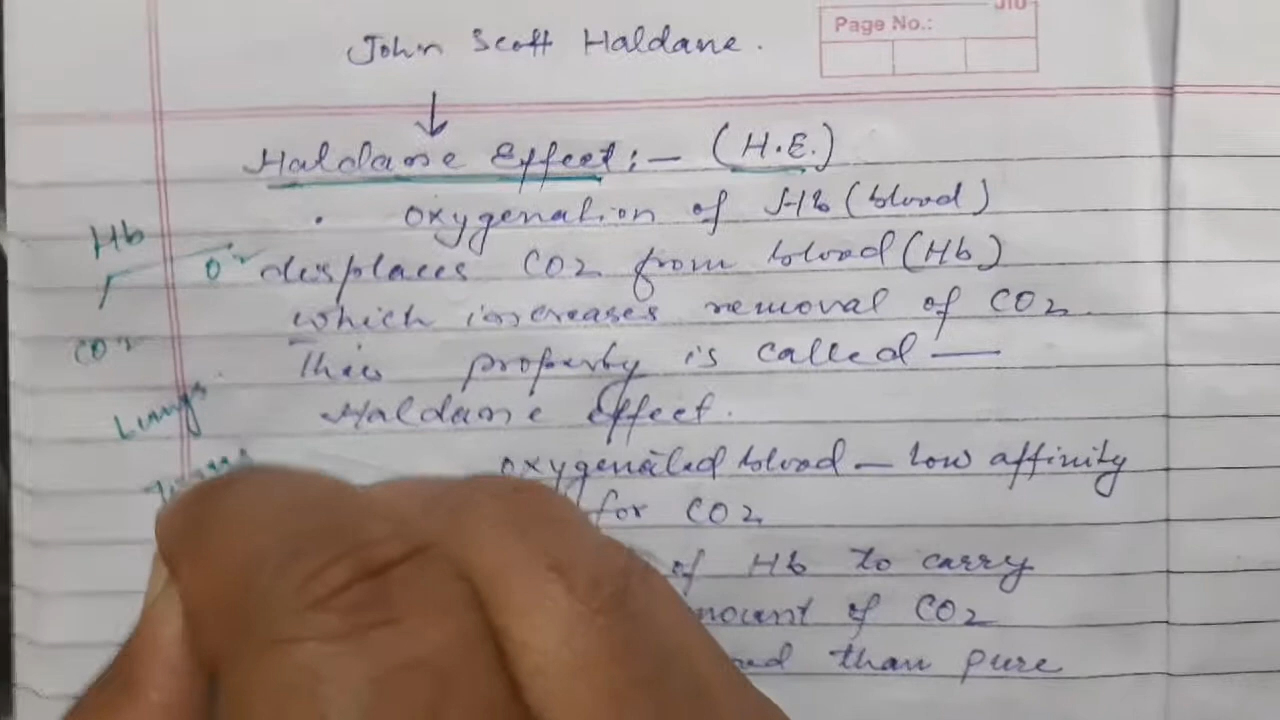 John Scott Haldane.
Page No.:
Haldane Effect:- (H.E.)
• Oxygenation of Hb (blood)
displaces CO2 from blood (Hb)
which increases removal of CO2.
This property is called —
Haldane effect.
oxygenated blood - low affinity
for CO2
of Hb to carry
amount of CO2
than pure
Hb
O2
CO2
Lungs